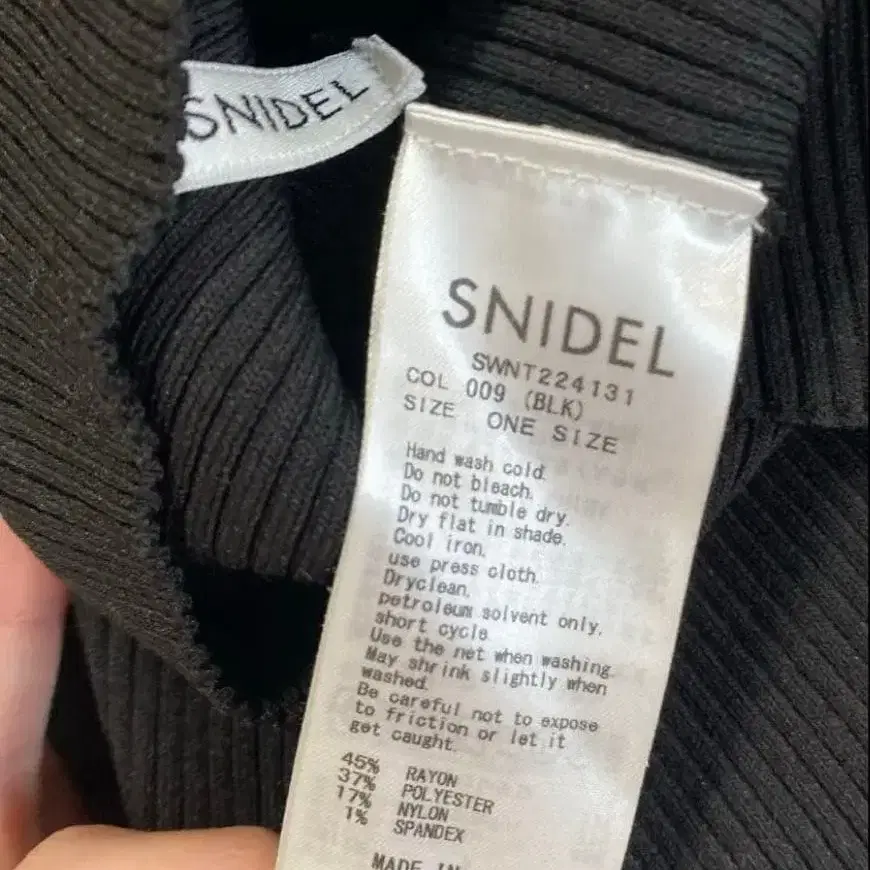 SNIDEL
SNIDEL
SWNT224131
COL 009 (BLK)
SIZE ONE SIZE
Hand wash cold.
Do not bleach.
Do not tumble dry.
Dry flat in shade.
Cool iron.
use press cloth.
Dryclean.
petroleum solvent only.
short cycle.
Use the net when washing.
May shrink slightly when
washed.
Be careful not to expose
to friction or let it
get caught.
45% RAYON
37% POLYESTER
17% NYLON
1% SPANDEX
MADE IN